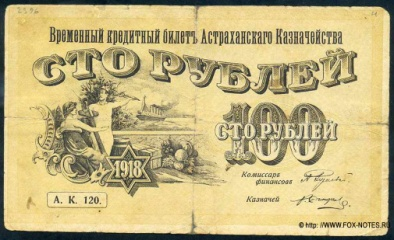 Временный кредитный билетъ Астраханскаго Казначейства
СТО РУБЛЕЙ
100
СТО РУБЛЕЙ
1918
Комиссаръ
финансовъ
Казначей
А. К. 120.
© http://www.FOX-NOTES.RU